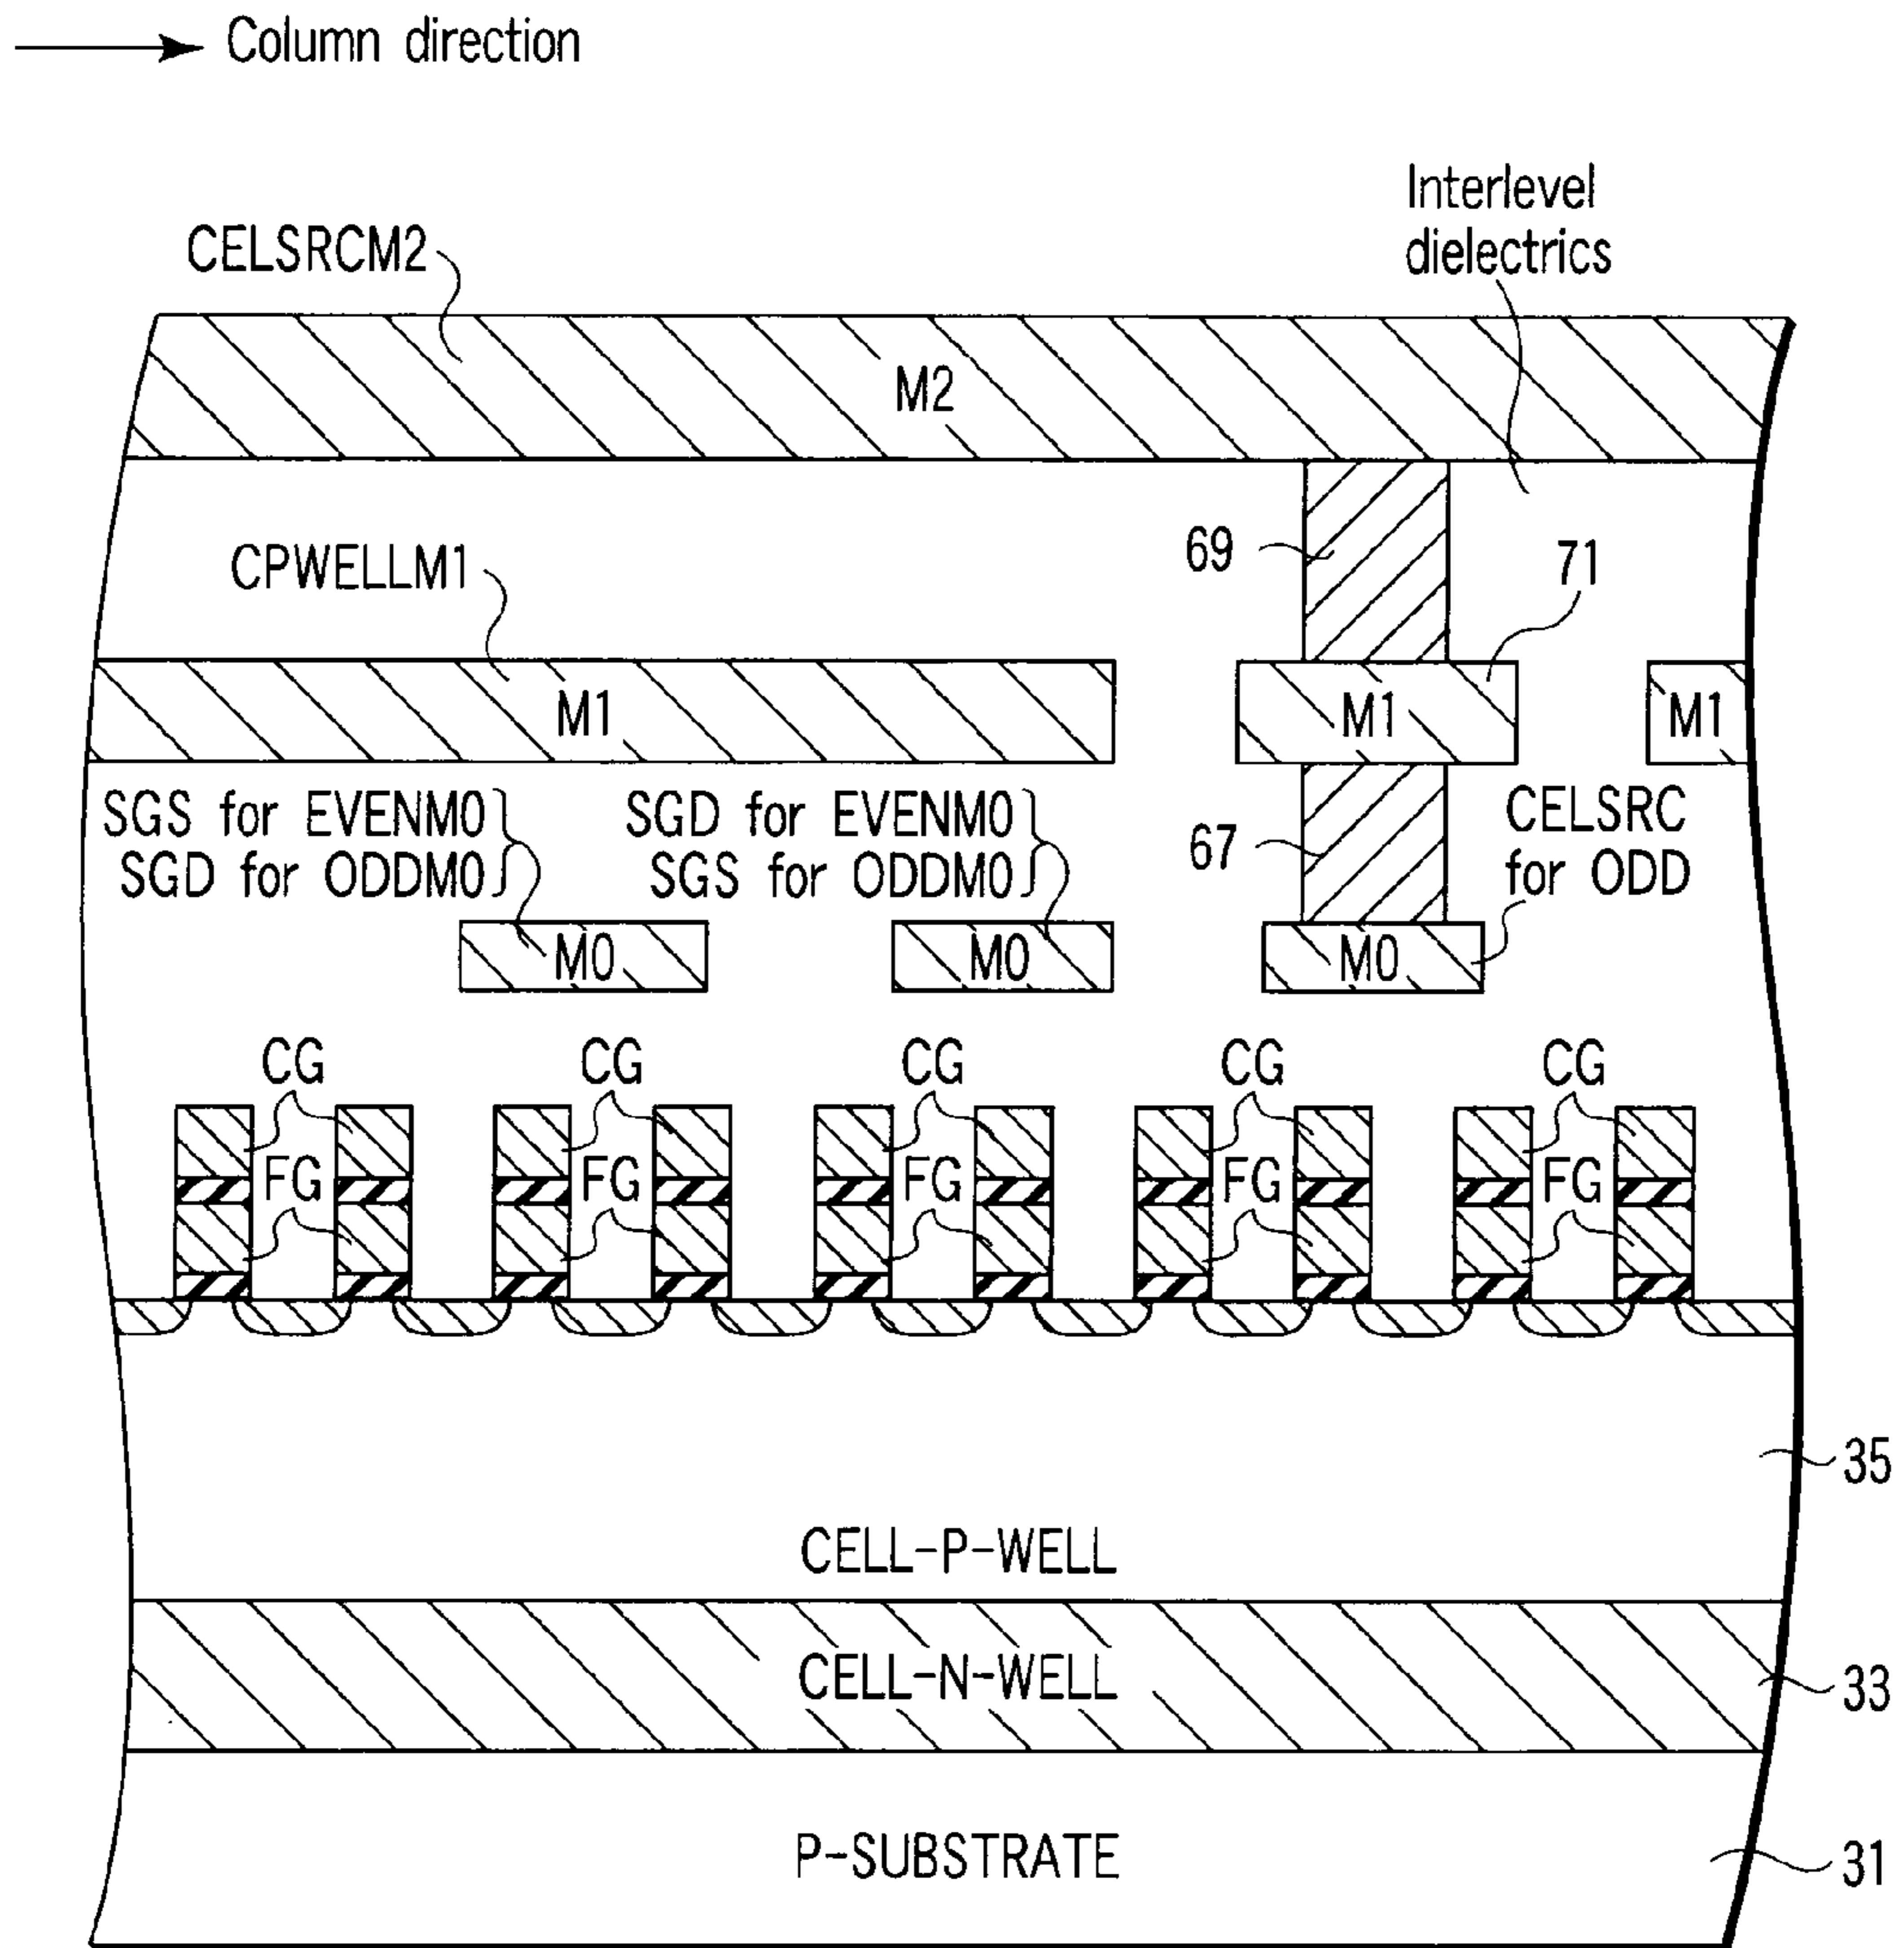 Column direction
Interlevel
dielectrics
CELSRCM2
M2
69
71
CPWELLM1
M1
M1
M1
SGS for EVENM0
SGD for ODDM0
SGD for EVENM0
SGS for ODDM0
67
CELSRC
for ODD
M0
M0
M0
CG
CG
CG
CG
CG
FG
FG
FG
FG
FG
35
CELL-P-WELL
CELL-N-WELL
33
P-SUBSTRATE
31